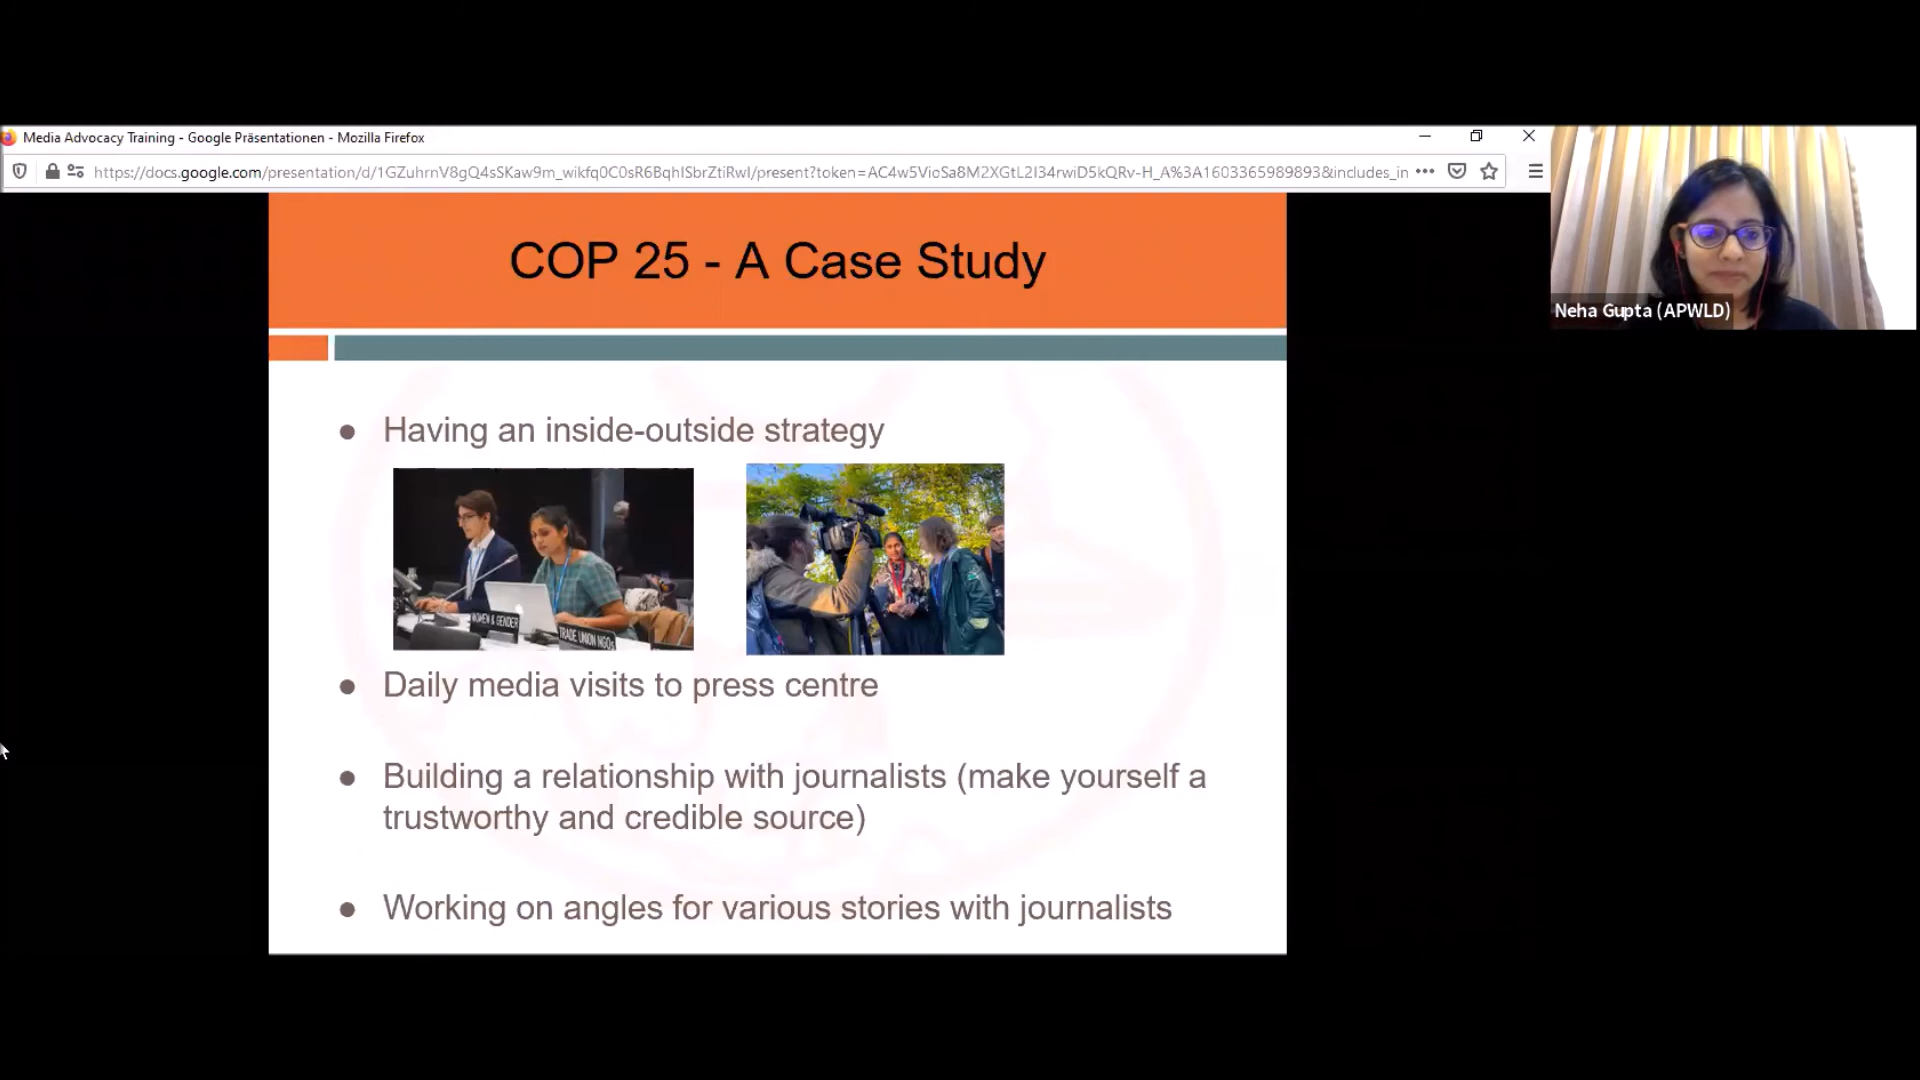 Media Advocacy Training - Google Präsentationen - Mozilla Firefox
https://docs.google.com/presentation/d/1GZuhrnV8gQ4sSKaw9m_wikfq0C0sR6BqhISbrZtiRwI/present?token=AC4w5VioSa8M2XGtL2I34rwiD5kQRv-H_A%3A1603365989893&includes_in
Neha Gupta (APWLD)
COP 25 - A Case Study
● Having an inside-outside strategy
WOMEN & GENDER
TRADE UNION NGOs
● Daily media visits to press centre
● Building a relationship with journalists (make yourself a
trustworthy and credible source)
● Working on angles for various stories with journalists